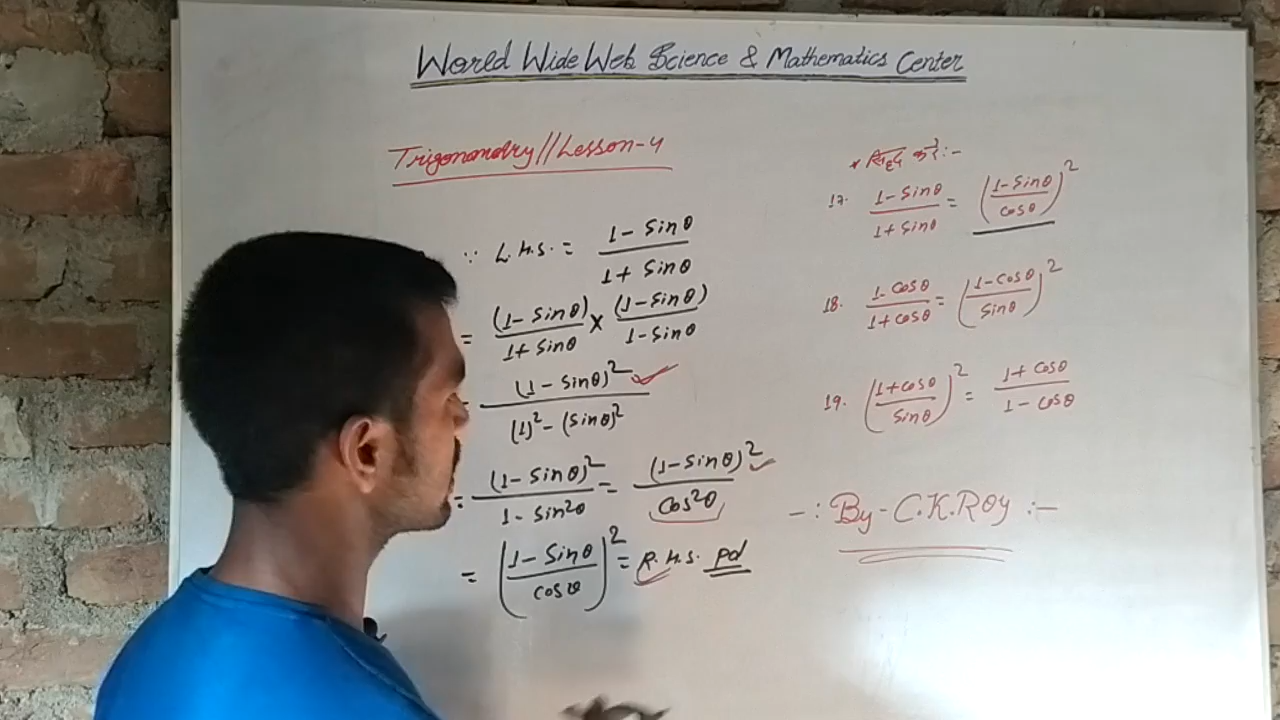 World Wide Web Science & Mathematics Center
Trigonometry//Lesson-4
∵ L.H.S. = (1 - Sinθ)/(1 + Sinθ)
= (1 - Sinθ)/(1 + Sinθ) × (1 - Sinθ)/(1 - Sinθ)
= (1 - Sinθ)²/((1)² - (Sinθ)²)
= (1 - Sinθ)²/(1 - Sin²θ) = (1 - Sinθ)²/Cos²θ
= ((1 - Sinθ)/Cosθ)² = R.H.S. pd
* सिद्ध करें:-
17. (1 - Sinθ)/(1 + Sinθ) = ((1 - Sinθ)/Cosθ)²
18. (1 - Cosθ)/(1 + Cosθ) = ((1 - Cosθ)/Sinθ)²
19. ((1 + Cosθ)/Sinθ)² = (1 + Cosθ)/(1 - Cosθ)
-: By - C.K.Roy :-